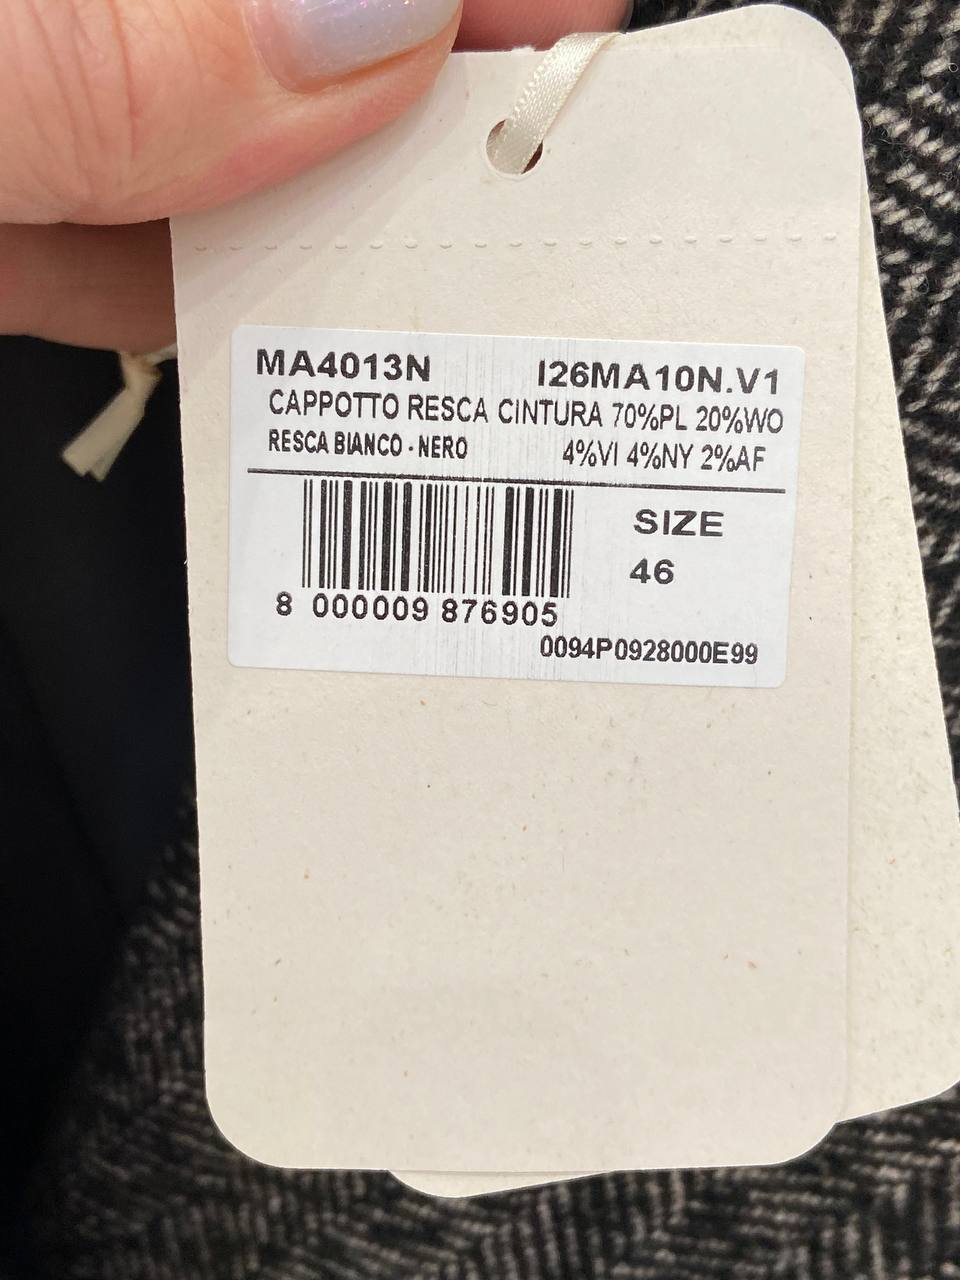 MA4013N I26MA10N.V1
CAPPOTTO RESCA CINTURA 70%PL 20%WO
RESCA BIANCO - NERO 4%VI 4%NY 2%AF
SIZE
46
8 000009 876905
0094P0928000E99